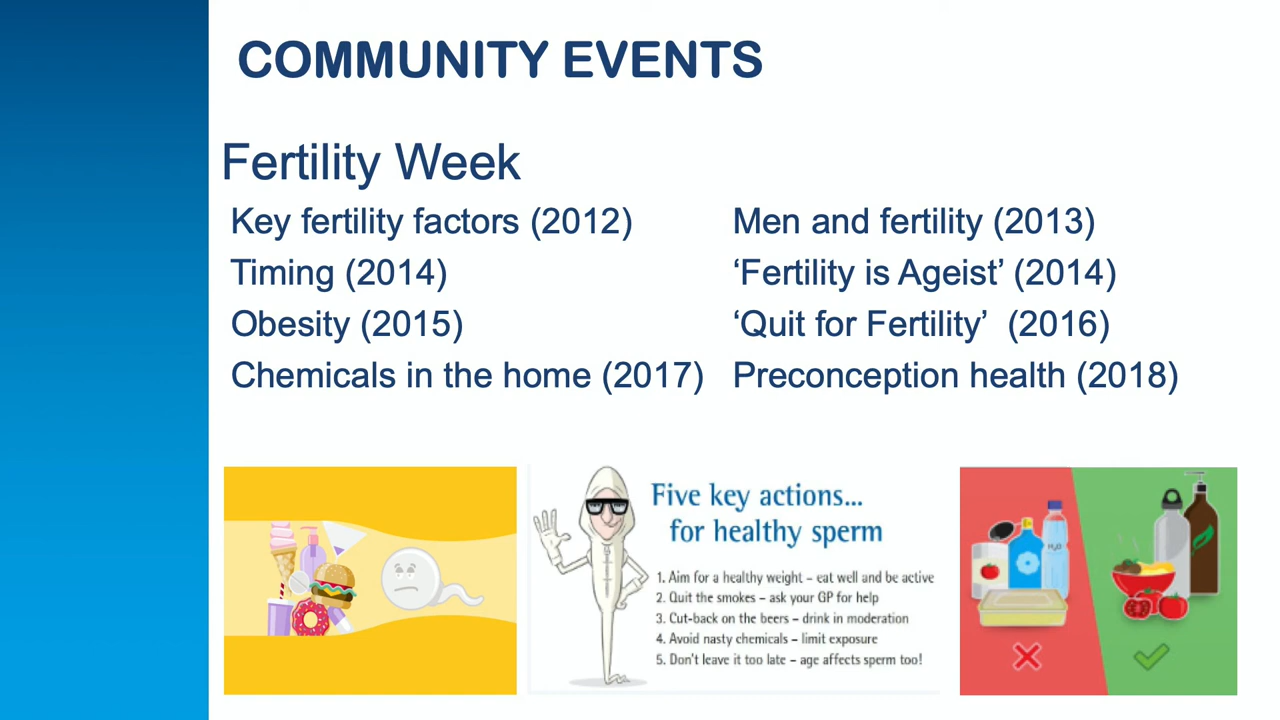 COMMUNITY EVENTS
Fertility Week
Key fertility factors (2012)
Men and fertility (2013)
Timing (2014)
‘Fertility is Ageist’ (2014)
Obesity (2015)
‘Quit for Fertility’ (2016)
Chemicals in the home (2017)
Preconception health (2018)
Five key actions...
for healthy sperm
1. Aim for a healthy weight – eat well and be active
2. Quit the smokes – ask your GP for help
3. Cut-back on the beers – drink in moderation
4. Avoid nasty chemicals – limit exposure
5. Don't leave it too late – age affects sperm too!
H₂O